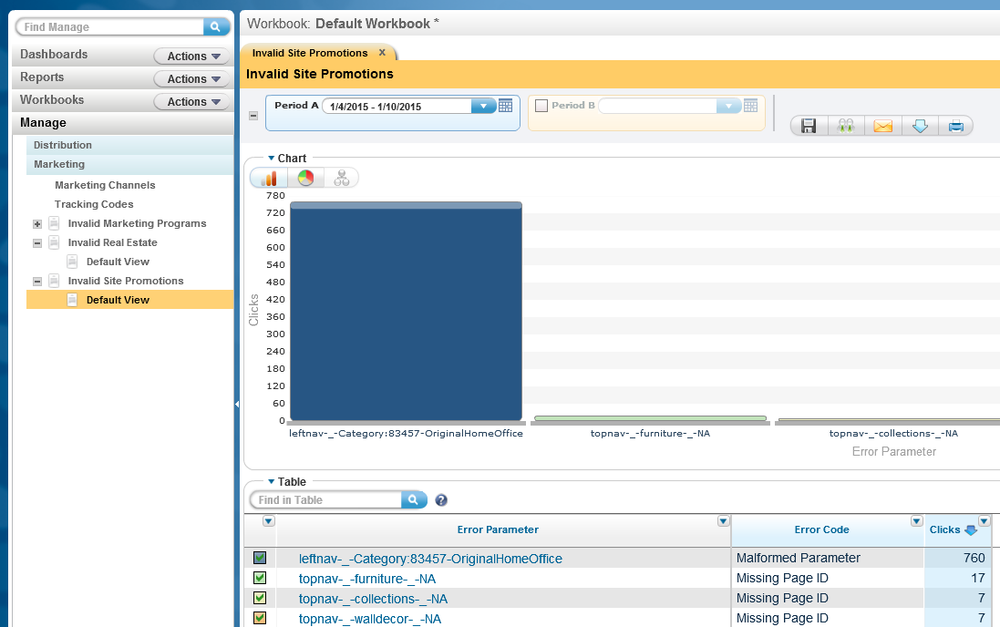 Find Manage
Dashboards
Actions
Reports
Actions
Workbooks
Actions
Manage
Distribution
Marketing
Marketing Channels
Tracking Codes
Invalid Marketing Programs
Invalid Real Estate
Default View
Invalid Site Promotions
Default View
Workbook: Default Workbook *
Invalid Site Promotions x
Invalid Site Promotions
Period A 1/4/2015 - 1/10/2015
Period B
Chart
780
720
660
600
540
480
420
360
300
240
180
120
60
0
Clicks
leftnav-_-Category:83457-OriginalHomeOffice
topnav-_-furniture-_-NA
topnav-_-collections-_-NA
Error Parameter
Table
Find in Table
?
Error Parameter Error Code Clicks
leftnav-_-Category:83457-OriginalHomeOffice Malformed Parameter 760
topnav-_-furniture-_-NA Missing Page ID 17
topnav-_-collections-_-NA Missing Page ID 7
topnav-_-walldecor-_-NA Missing Page ID 7